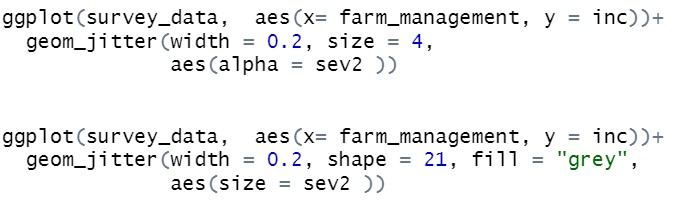 ggplot(survey_data,  aes(x= farm_management, y = inc))+
  geom_jitter(width = 0.2, size = 4,
              aes(alpha = sev2 ))
ggplot(survey_data,  aes(x= farm_management, y = inc))+
  geom_jitter(width = 0.2, shape = 21, fill = "grey",
              aes(size = sev2 ))